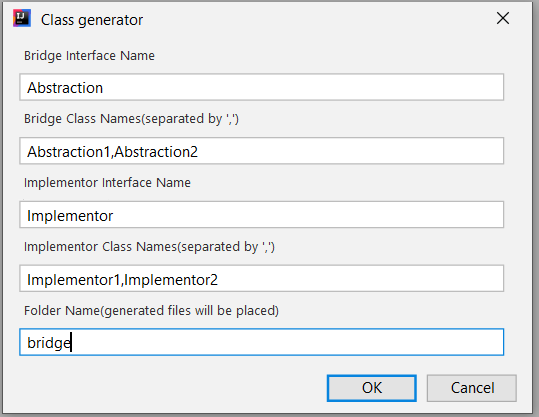 IJ
Class generator
Bridge Interface Name
Abstraction
Bridge Class Names(separated by ',')
Abstraction1,Abstraction2
Implementor Interface Name
Implementor
Implementor Class Names(separated by ',')
Implementor1,Implementor2
Folder Name(generated files will be placed)
bridge
OK
Cancel